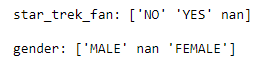 star_trek_fan: ['NO' 'YES' nan]
gender: ['MALE' nan 'FEMALE']